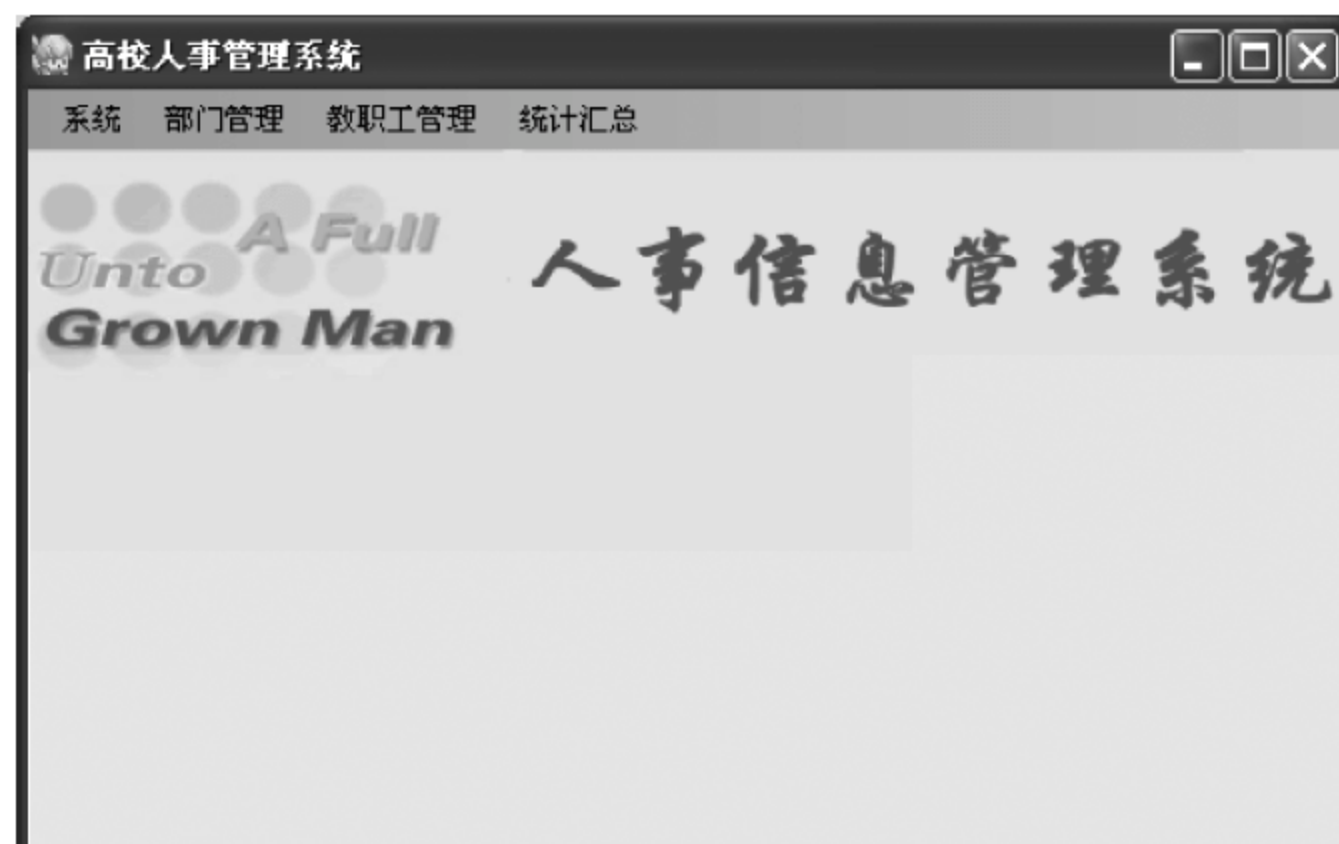 高校人事管理系统
系统 部门管理 教职工管理 统计汇总
A Full
Unto
Grown Man
人事信息管理系统